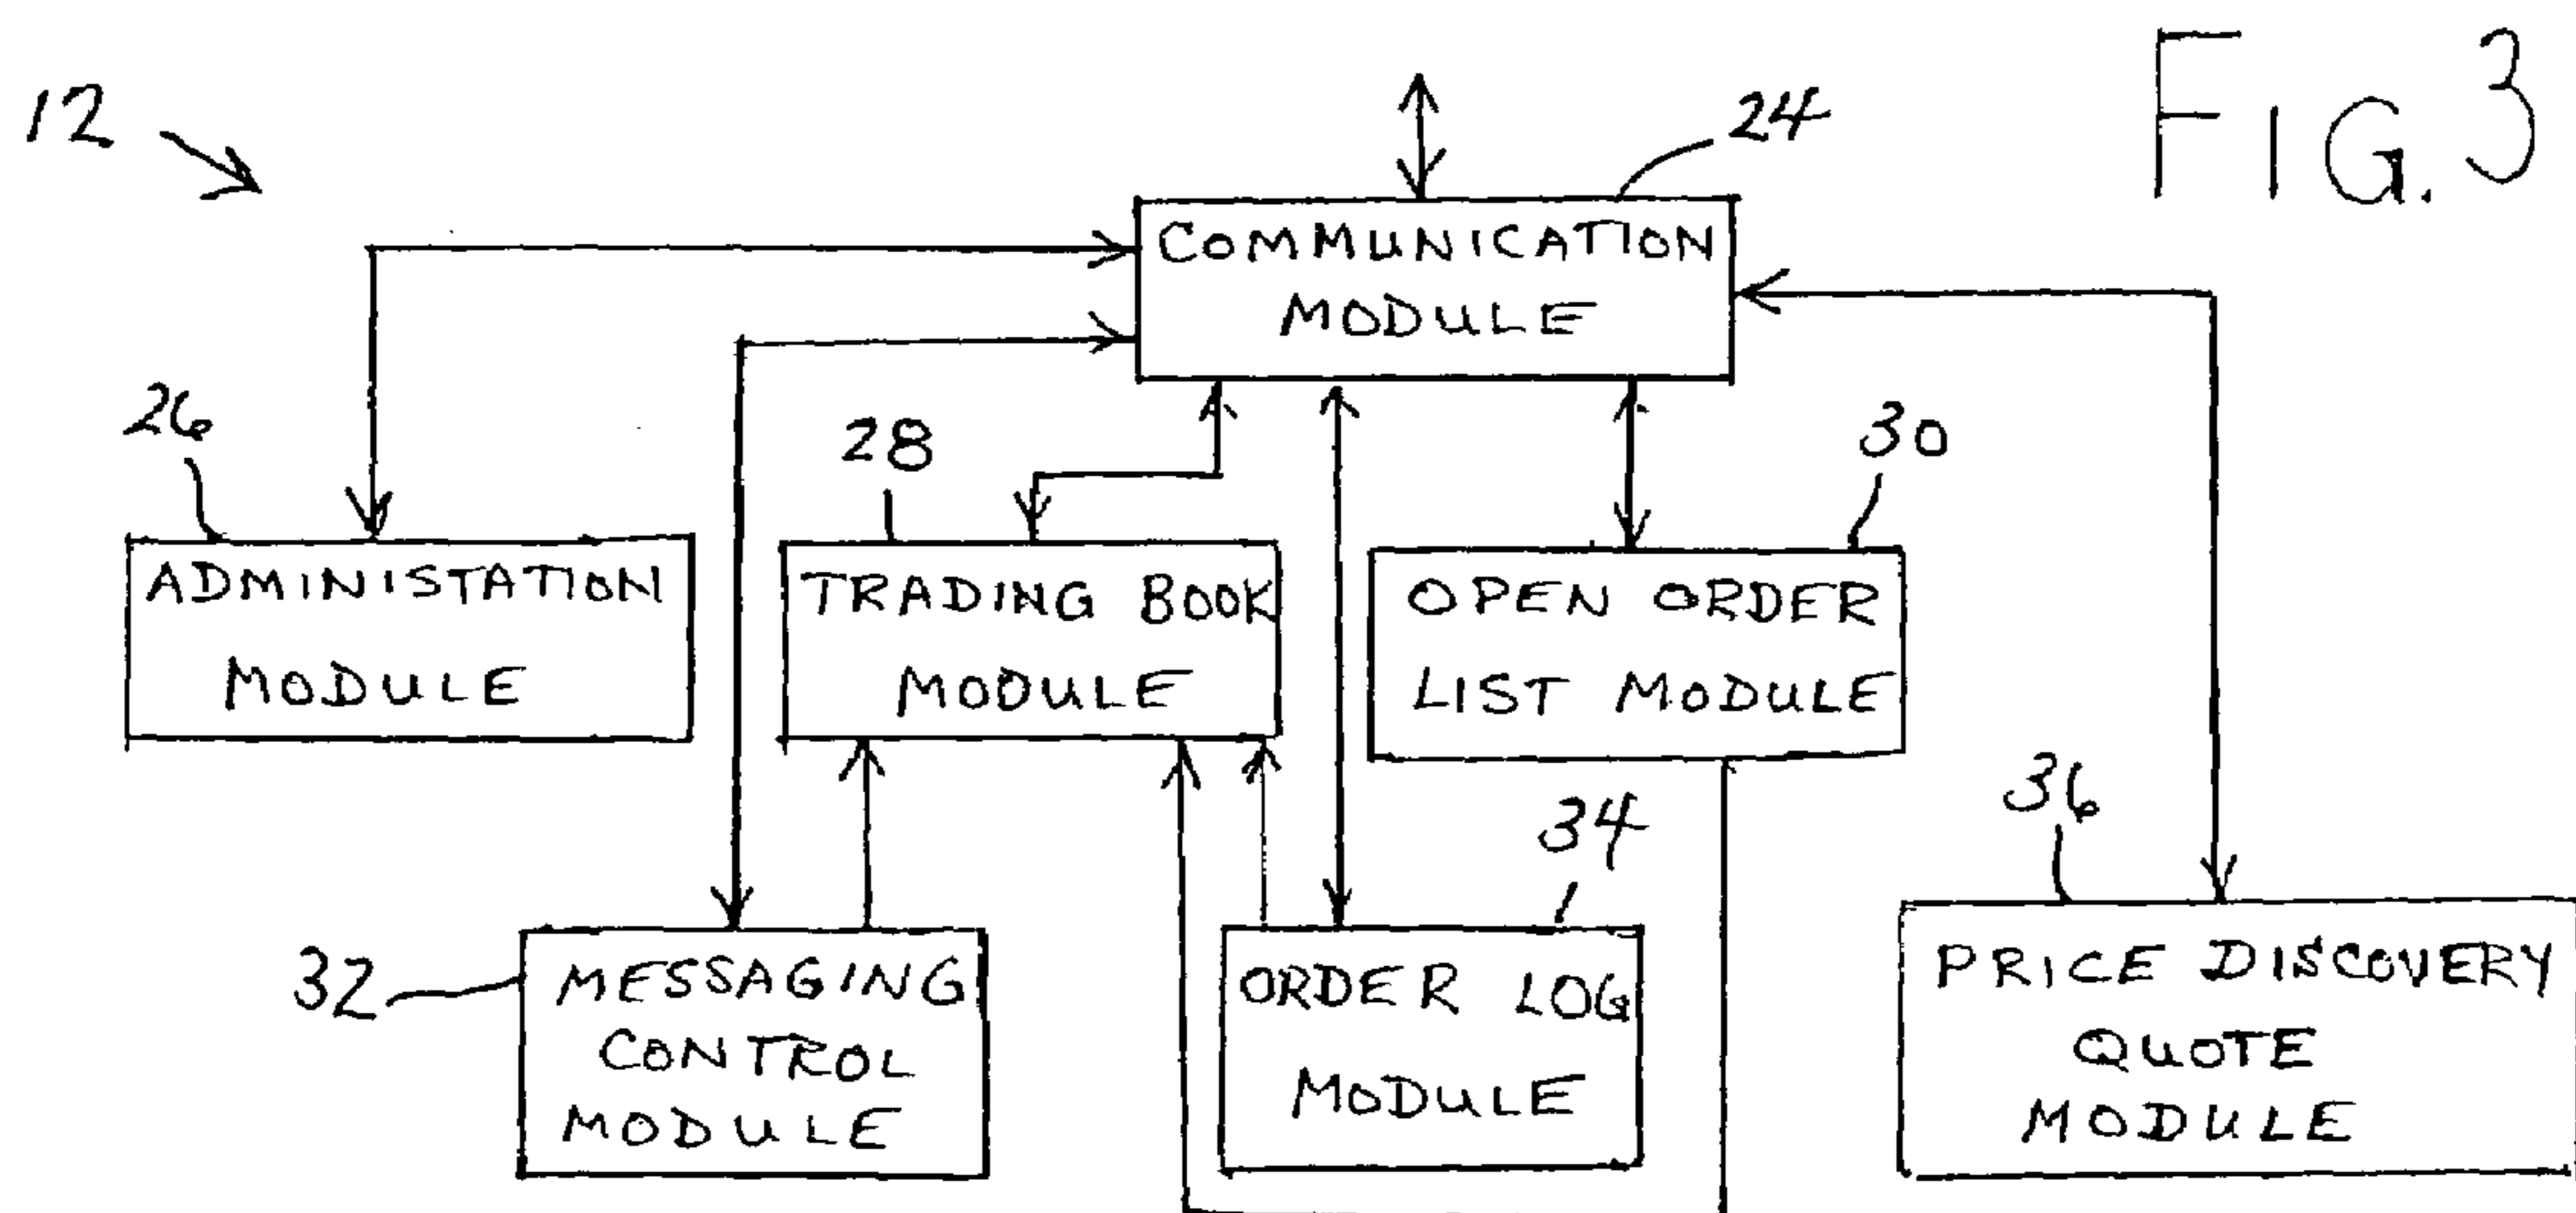 FIG. 3
12
24
COMMUNICATION
MODULE
26
28
30
ADMINISTATION
MODULE
TRADING BOOK
MODULE
OPEN ORDER
LIST MODULE
32
34
36
MESSAGING
CONTROL
MODULE
ORDER LOG
MODULE
PRICE DISCOVERY
QUOTE
MODULE